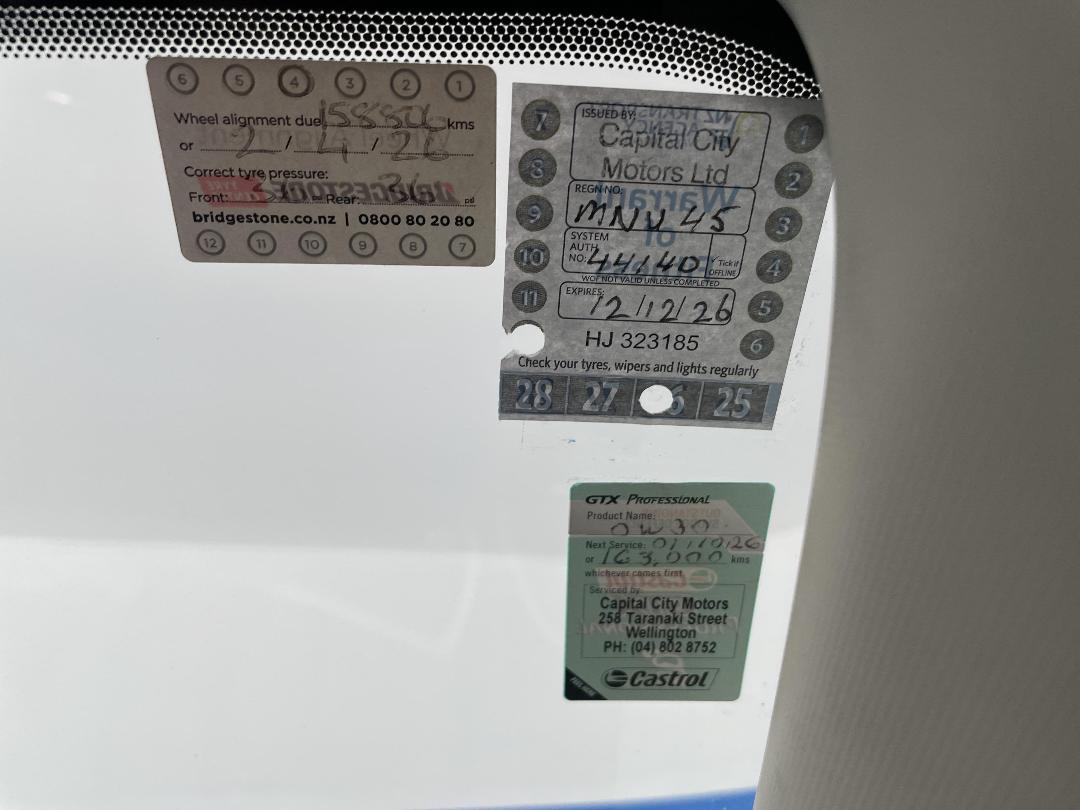 6 5 4 3 2 1
Wheel alignment due kms
or 2 / 4 / 26
Correct tyre pressure:
Front: Rear: 36 psi
bridgestone.co.nz | 0800 80 20 80
12 11 10 9 8 7
7 8 9 10 11
ISSUED BY:
Capital City
Motors Ltd
REGN NO:
SYSTEM
AUTH.
NO: 44140 Tick if
OFFLINE
WOF NOT VALID UNLESS COMPLETED
EXPIRES:
12/12/26
HJ 323185
1 2 3 4 5 6
Check your tyres, wipers and lights regularly
28 27 6 25
GTX PROFESSIONAL
Product Name:
0W30
Next Service: 01/10/26
or 163,000 kms
whichever comes first
Serviced by:
Capital City Motors
258 Taranaki Street
Wellington
PH: (04) 802 8752
Castrol